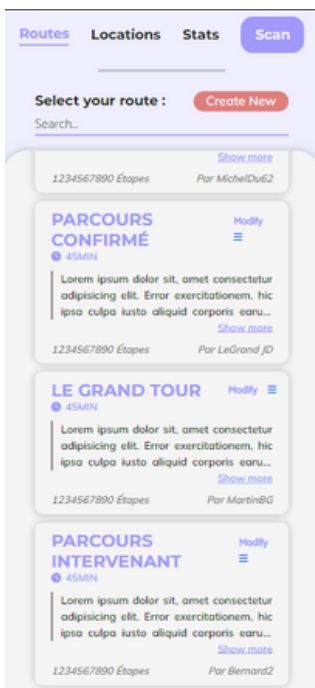 Routes Locations Stats Scan
Select your route : Create New
Search...
Show more
1234567890 Étapes Par MichelDu62
PARCOURS CONFIRMÉ Modify
45MIN
Lorem ipsum dolor sit, amet consectetur
adipisicing elit. Error exercitationem, hic
ipsa culpa iusto aliquid corporis earu...
Show more
1234567890 Étapes Par LeGrand JD
LE GRAND TOUR Modify
45MIN
Lorem ipsum dolor sit, amet consectetur
adipisicing elit. Error exercitationem, hic
ipsa culpa iusto aliquid corporis earu...
Show more
1234567890 Étapes Par MartinBG
PARCOURS Modify
INTERVENANT
45MIN
Lorem ipsum dolor sit, amet consectetur
adipisicing elit. Error exercitationem, hic
ipsa culpa iusto aliquid corporis earu...
Show more
1234567890 Étapes Par Bernard2